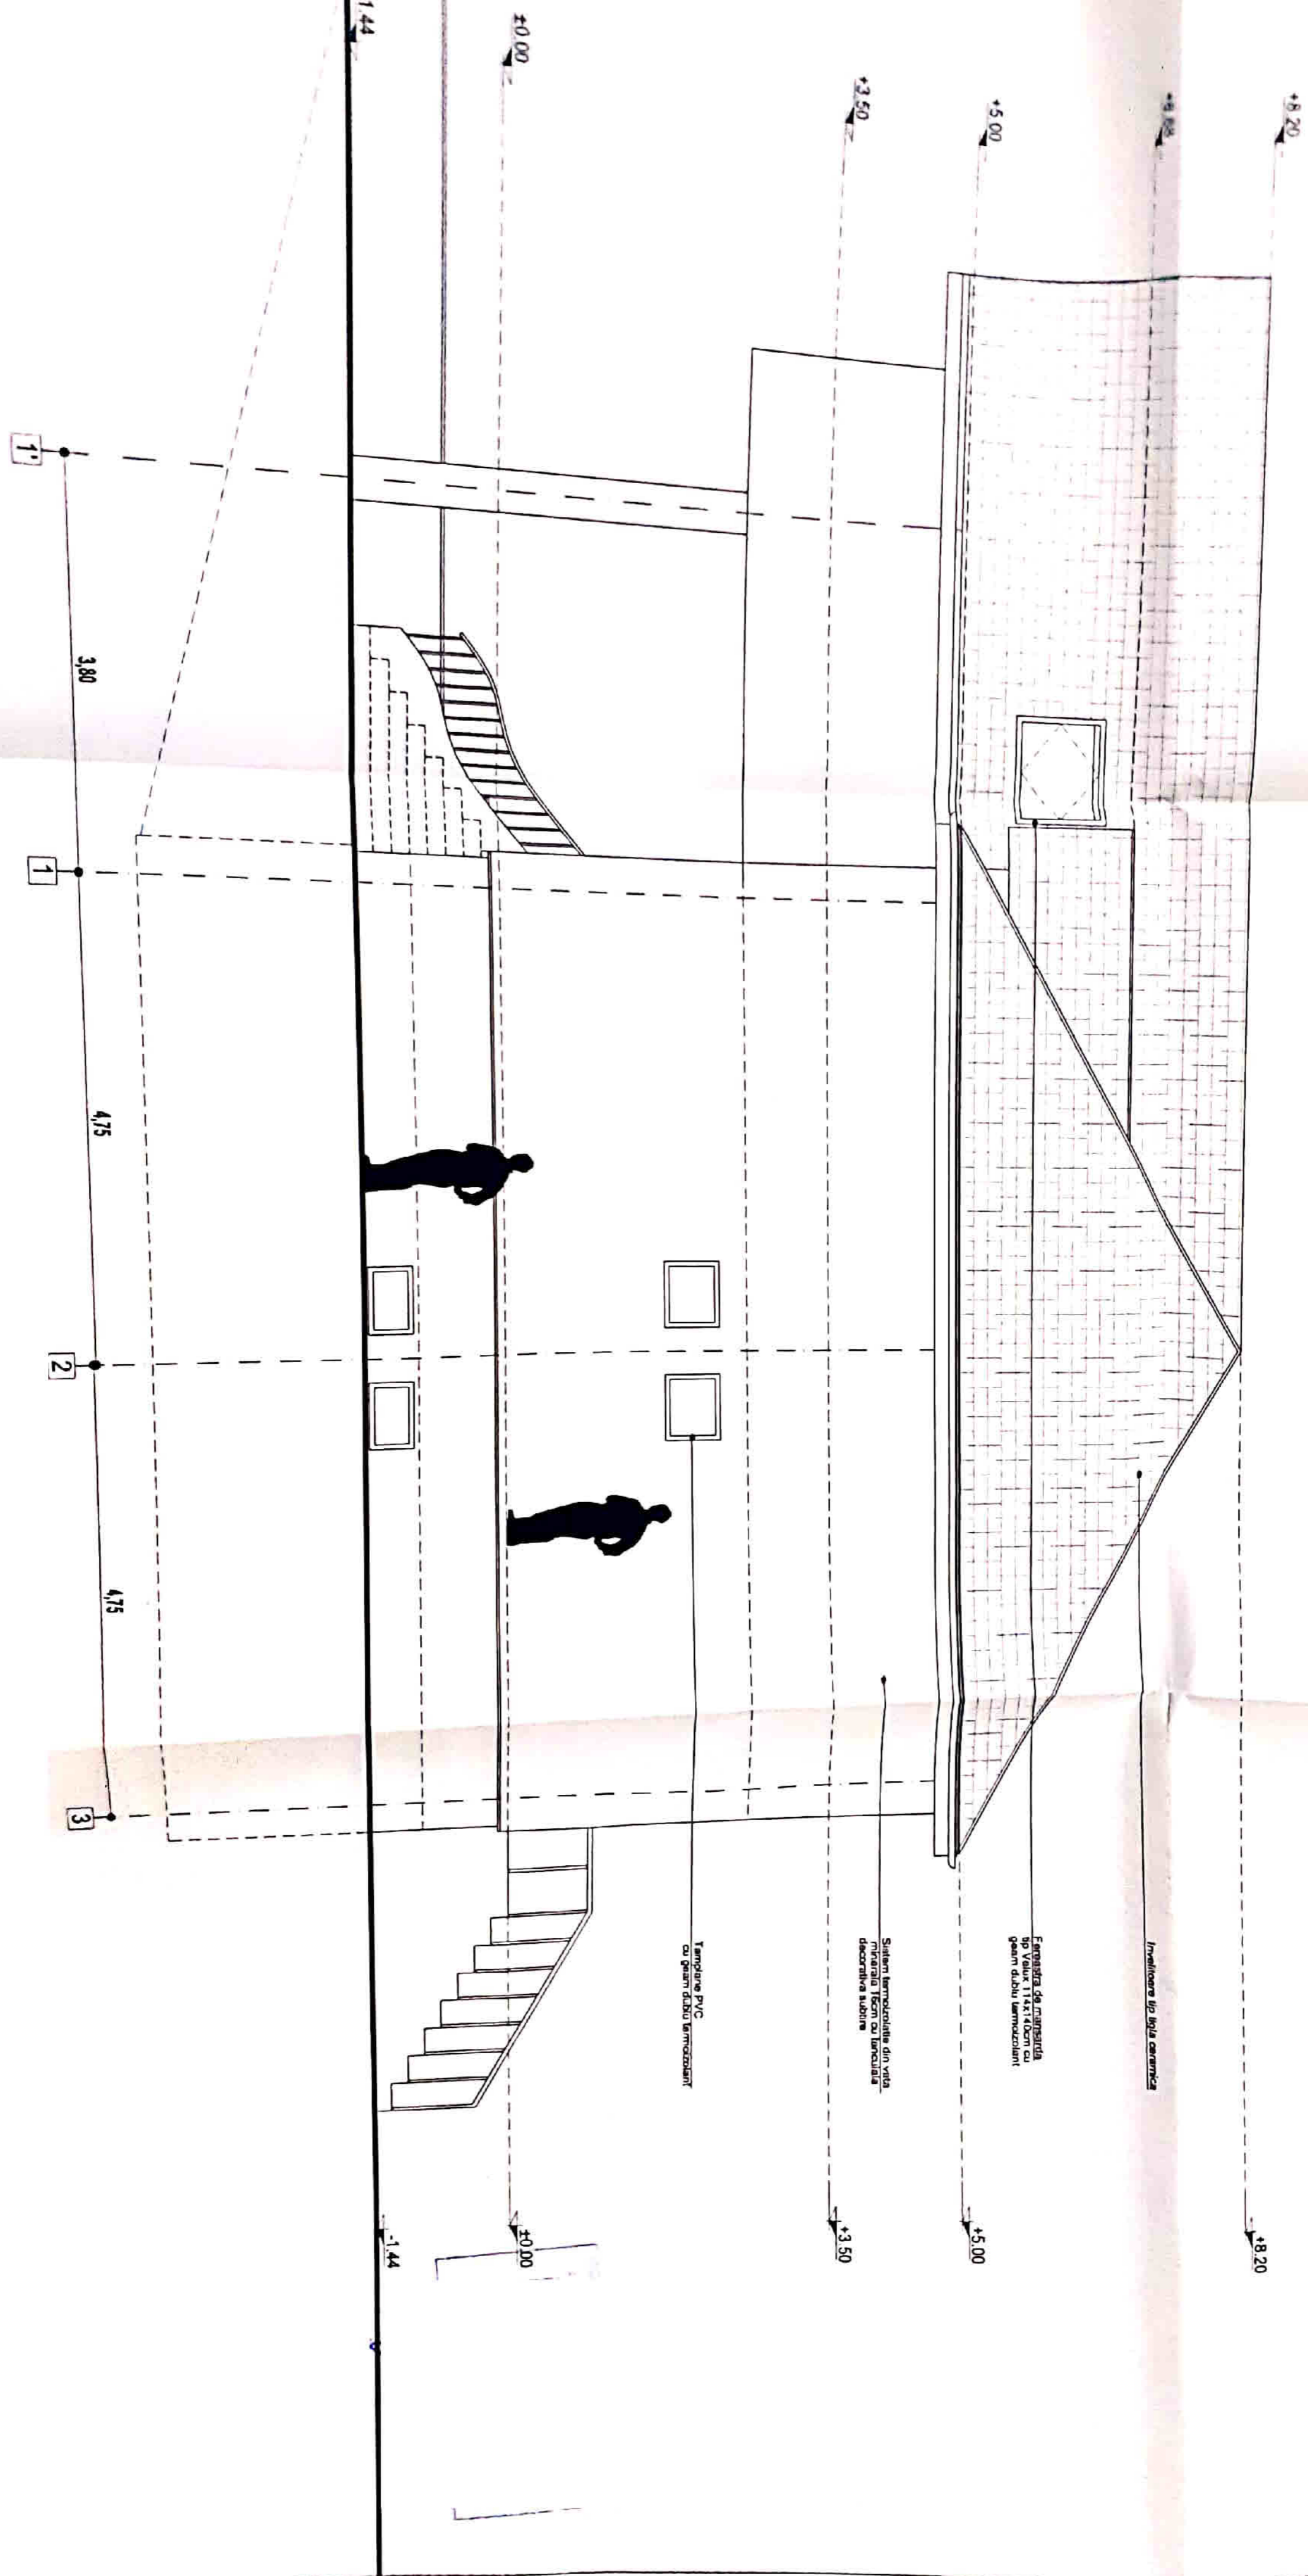 +8.20
+5.00
+3.50
±0.00
1.44
Invelitoare tip tigla ceramica
Fereastra de mansarda
tip Velux 114x140cm cu
geam dublu termoizolant
Sistem termoizolatie din vata
minerala 16cm cu tencuiala
decorativa subtire
Tamplarie PVC
cu geam dublu termoizolant
+8.20
+5.00
+3.50
±0.00
-1.44
3,80
4,75
4,75
1'
1
2
3